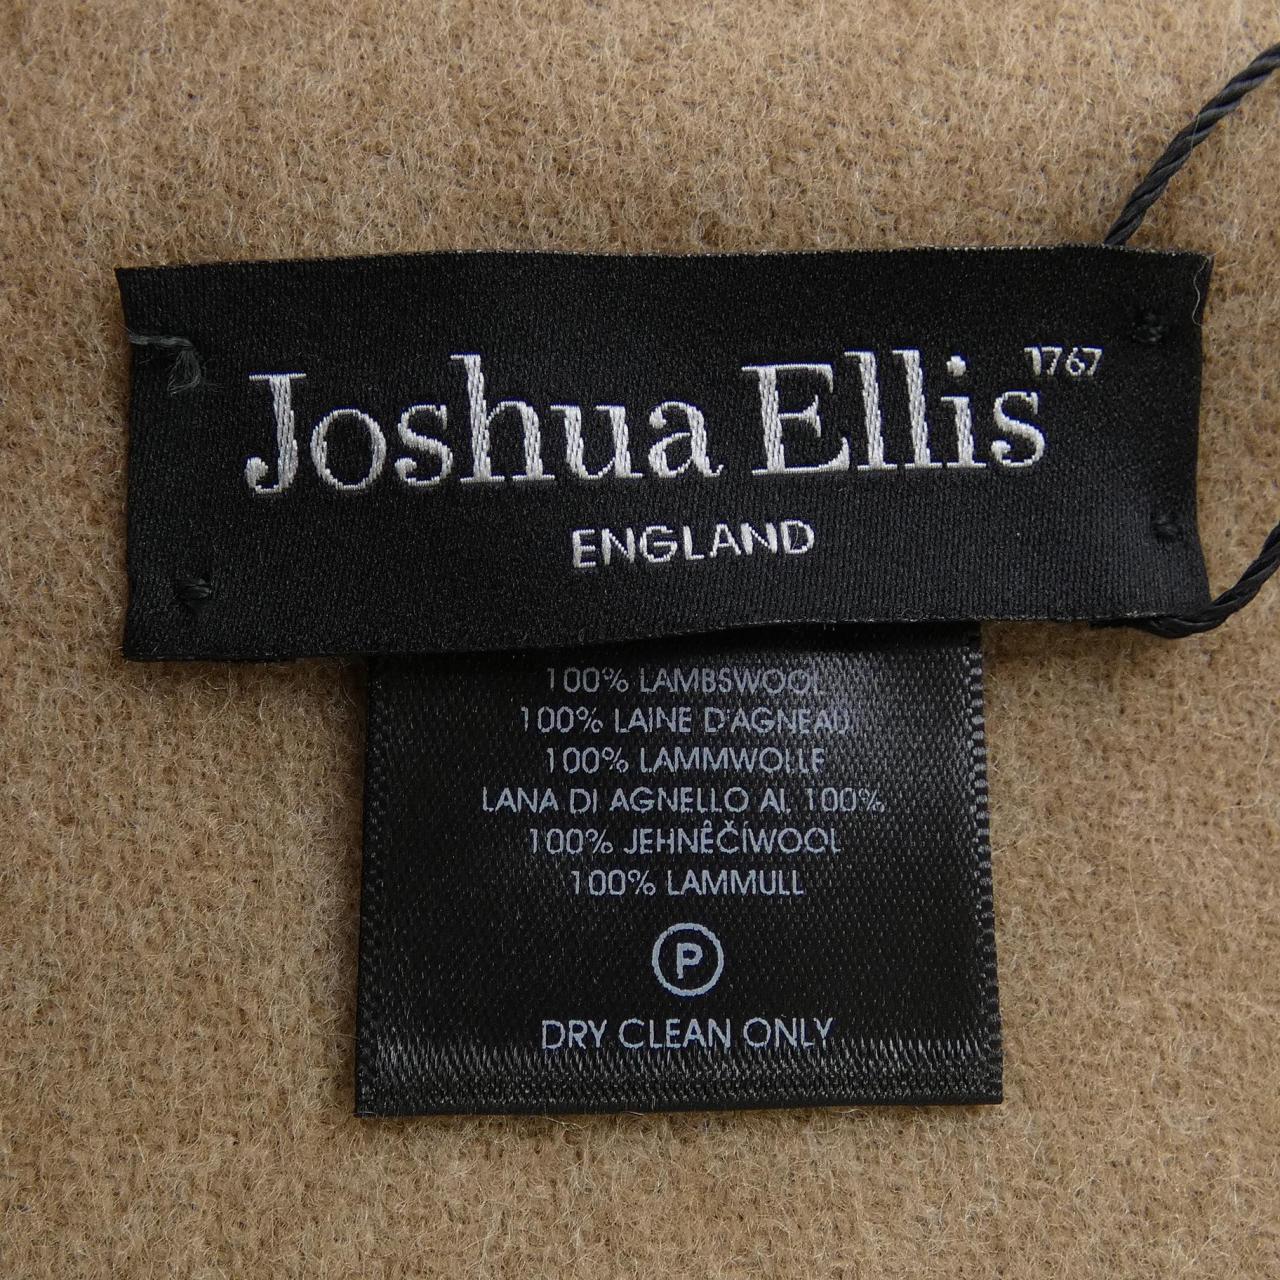 Joshua Ellis 1767
ENGLAND
100% LAMBSWOOL
100% LAINE D'AGNEAU
100% LAMMWOLLE
LANA DI AGNELLO AL 100%
100% JEHNÊČÍWOOL
100% LAMMULL
P
DRY CLEAN ONLY